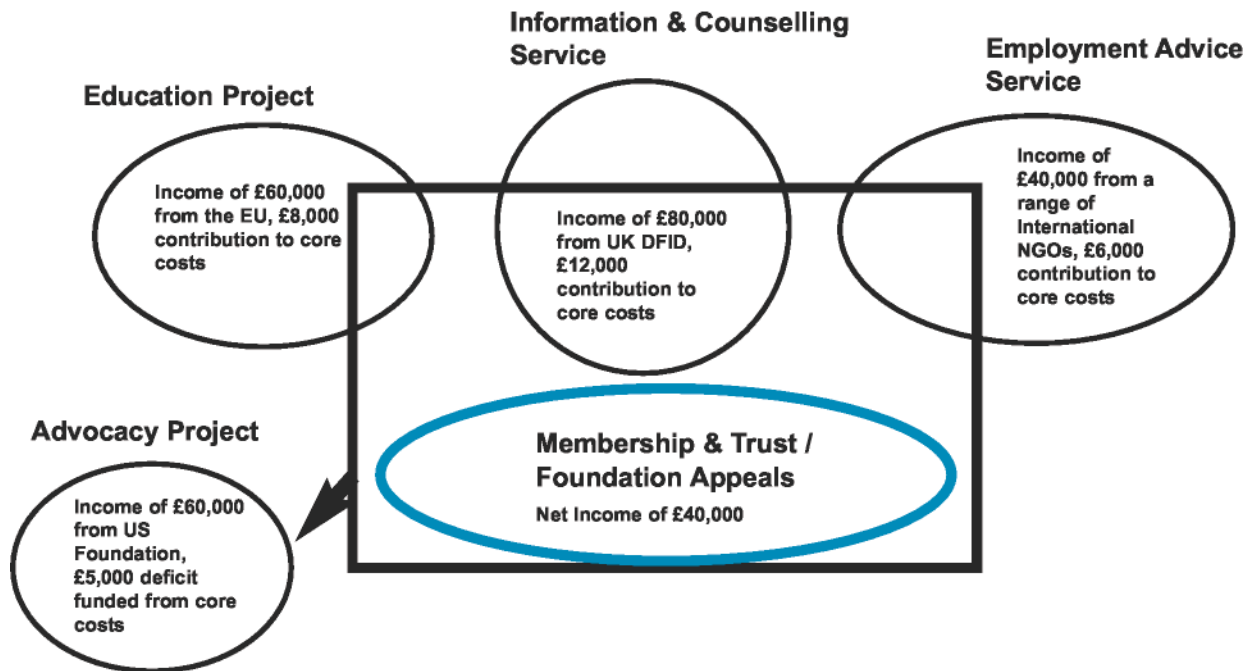 Information & Counselling
Service
Employment Advice
Service
Education Project
Income of £60,000
from the EU, £8,000
contribution to core
costs
Income of £80,000
from UK DFID,
£12,000
contribution to
core costs
Income of
£40,000 from a
range of
International
NGOs, £6,000
contribution to
core costs
Advocacy Project
Income of £60,000
from US
Foundation,
£5,000 deficit
funded from core
costs
Membership & Trust /
Foundation Appeals
Net Income of £40,000